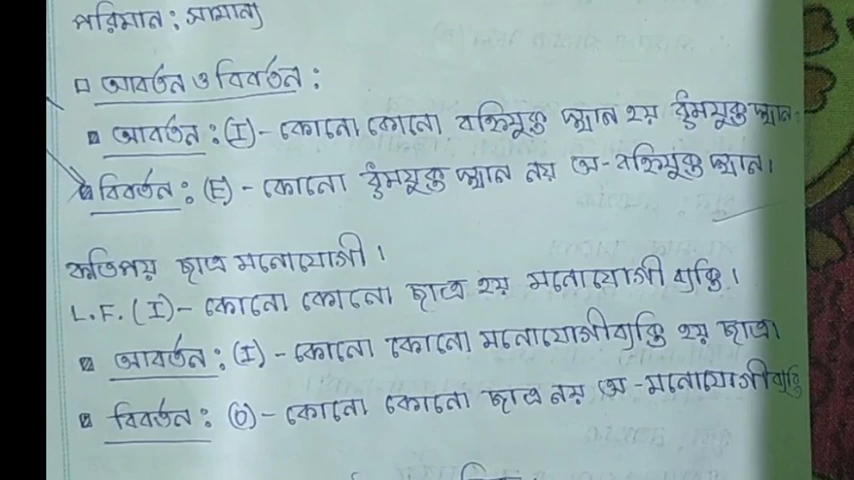 পরিমান : সামান্য
আবর্তন ও বিবর্তন :
আবর্তন : (I) - কোনো কোনো বহ্নিযুক্ত স্থান হয় ধুঁমযুক্ত স্থান।
বিবর্তন : (E) - কোনো ধুঁমযুক্ত স্থান নয় অ-বহ্নিযুক্ত স্থান।
কতিপয় ছাত্র মনোযোগী।
L.F. (I) - কোনো কোনো ছাত্র হয় মনোযোগী ব্যক্তি।
আবর্তন : (I) - কোনো কোনো মনোযোগীব্যক্তি হয় ছাত্র।
বিবর্তন : (O) - কোনো কোনো ছাত্র নয় অ-মনোযোগীব্যক্তি